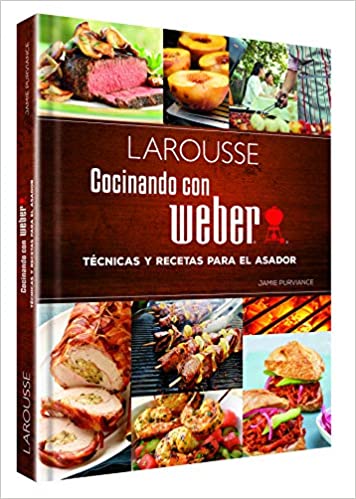 LAROUSSE
Cocinando con
weber
TÉCNICAS Y RECETAS PARA EL ASADOR
JAMIE PURVIANCE
JAMIE PURVIANCE
Cocinando con weber
TÉCNICAS Y RECETAS PARA EL ASADOR
LAROUSSE